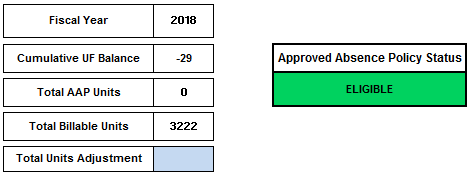 Fiscal Year 2018
Cumulative UF Balance -29
Approved Absence Policy Status
Total AAP Units 0
ELIGIBLE
Total Billable Units 3222
Total Units Adjustment